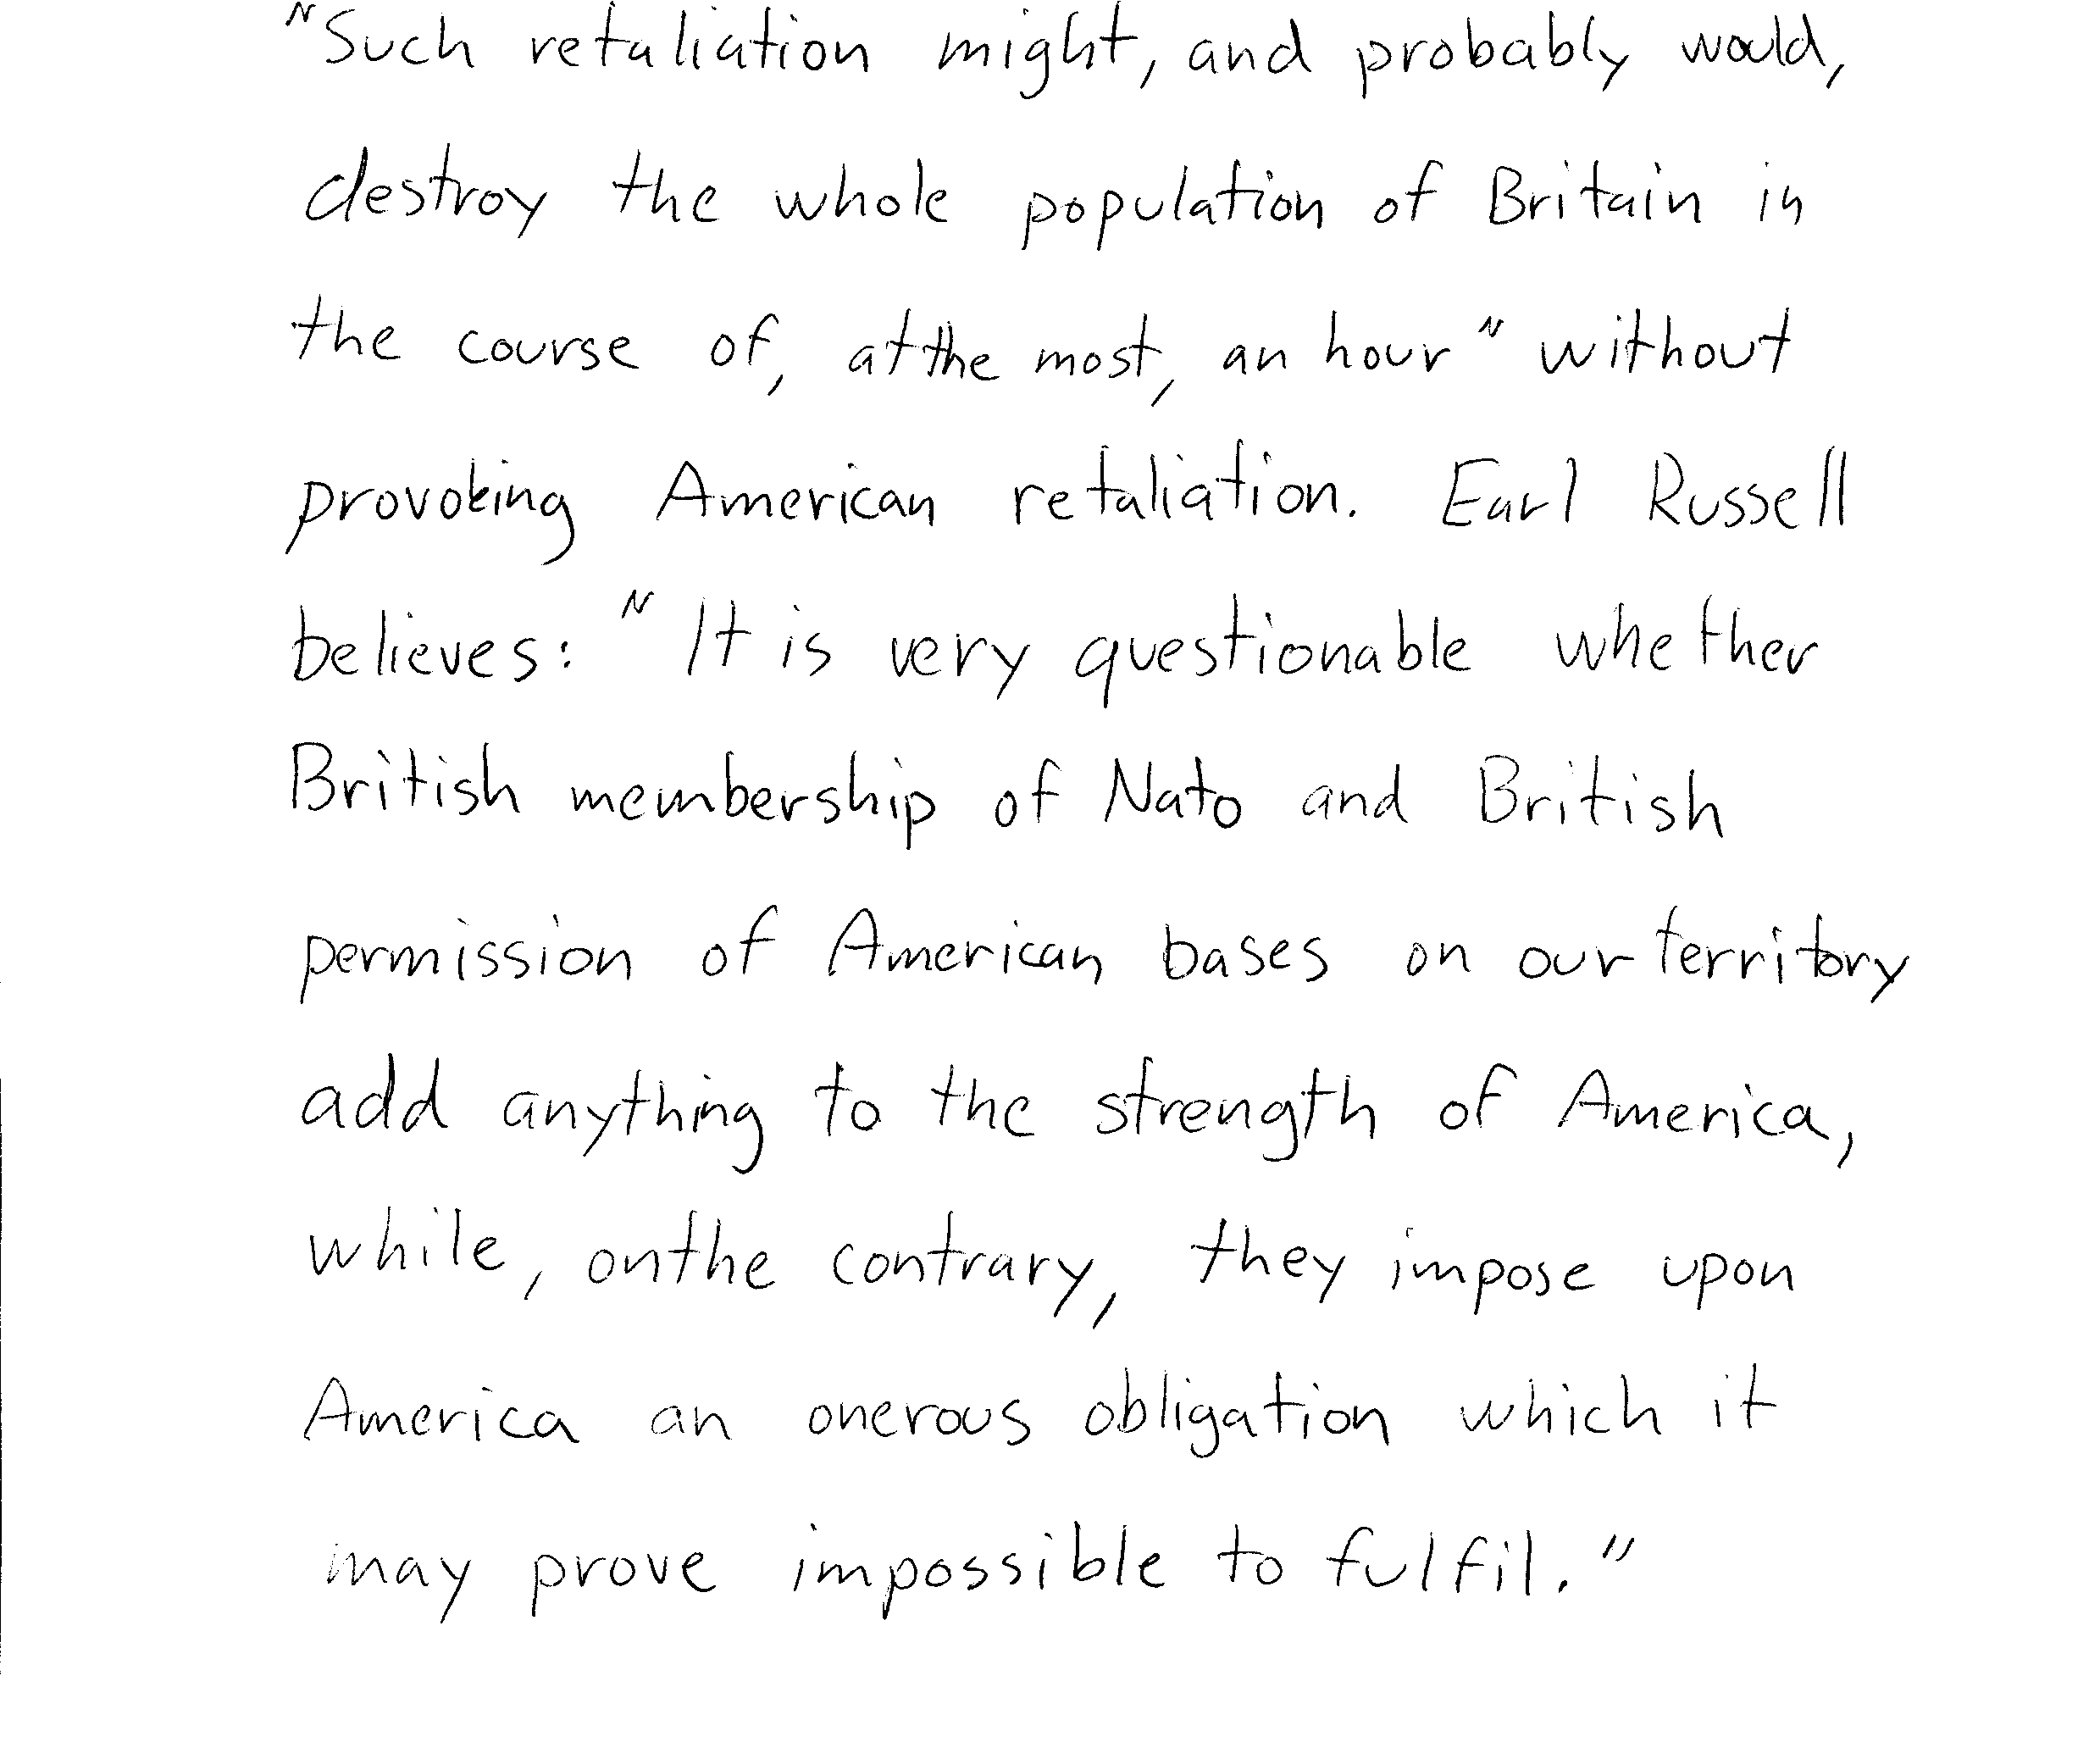 "Such retaliation might, and probably would,
destroy the whole population of Britain in
the course of, at the most, an hour" without
provoking American retaliation. Earl Russell
believes: "It is very questionable whether
British membership of Nato and British
permission of American bases on our territory
add anything to the strength of America,
while, on the contrary, they impose upon
America an onerous obligation which it
may prove impossible to fulfil."